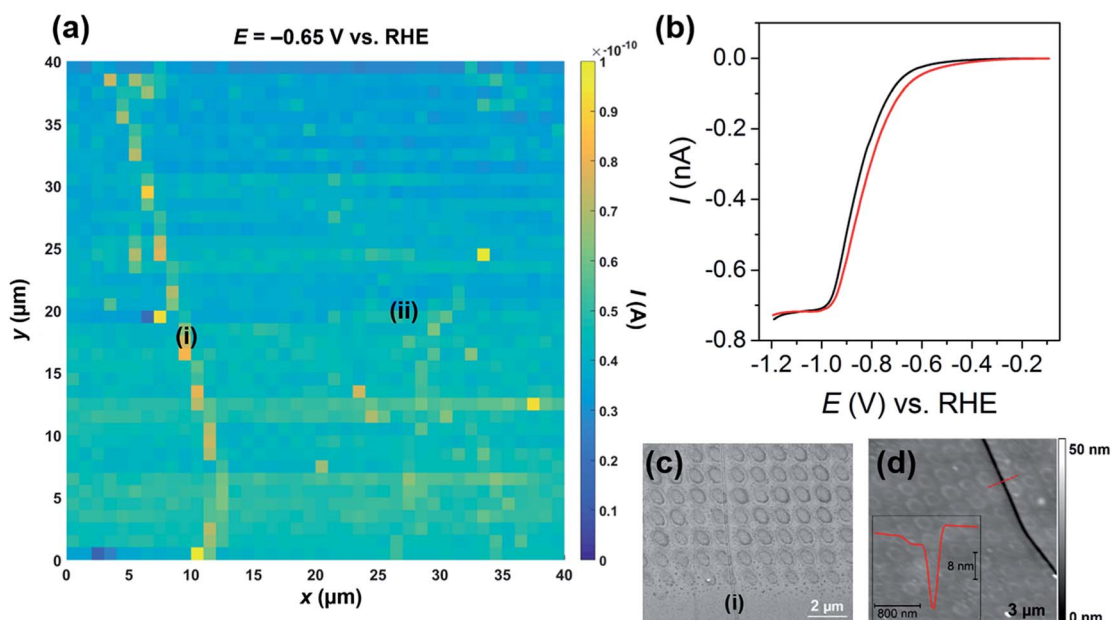 (a)
E = –0.65 V vs. RHE
×10⁻¹⁰
40
35
30
25
20
15
10
5
0
y (µm)
0 5 10 15 20 25 30 35 40
x (µm)
(i)
(ii)
1
0.9
0.8
0.7
0.6
0.5
0.4
0.3
0.2
0.1
0
I (A)
(b)
0.0
-0.2
-0.4
-0.6
-0.8
I (nA)
-1.2 -1.0 -0.8 -0.6 -0.4 -0.2
E (V) vs. RHE
(c)
(i)
2 µm
(d)
50 nm
8 nm
800 nm
3 µm
0 nm